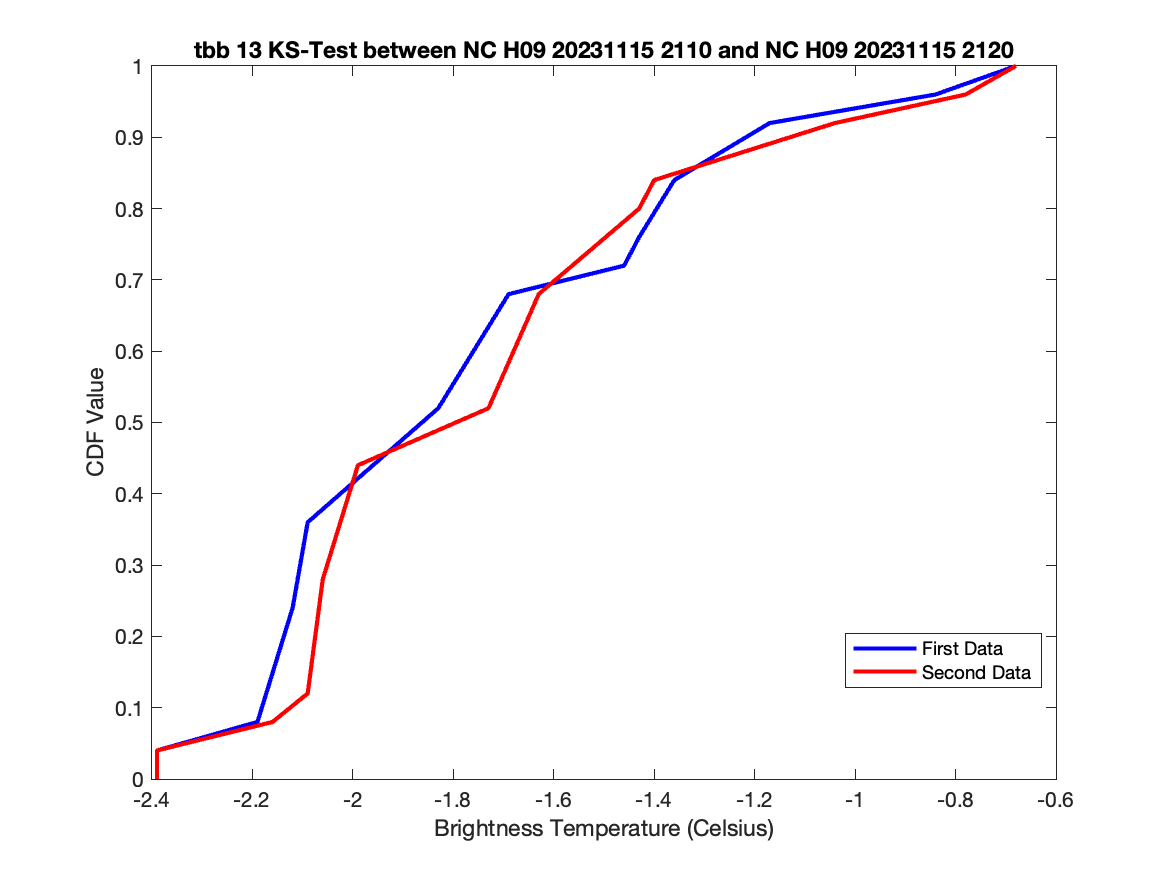 tbb 13 KS-Test between NC H09 20231115 2110 and NC H09 20231115 2120
1
0.9
0.8
0.7
0.6
0.5
0.4
0.3
0.2
0.1
0
CDF Value
First Data
Second Data
-2.4 -2.2 -2 -1.8 -1.6 -1.4 -1.2 -1 -0.8 -0.6
Brightness Temperature (Celsius)